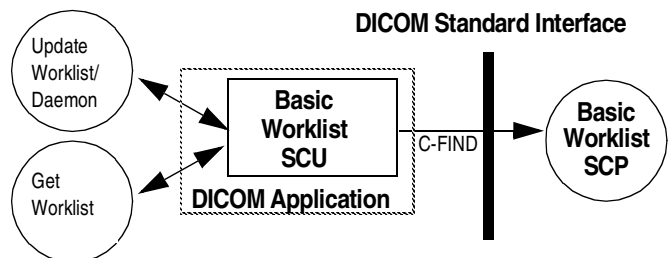 DICOM Standard Interface
Update
Worklist/
Daemon
Basic
Worklist
SCU
C-FIND
Basic
Worklist
SCP
Get
Worklist
DICOM Application